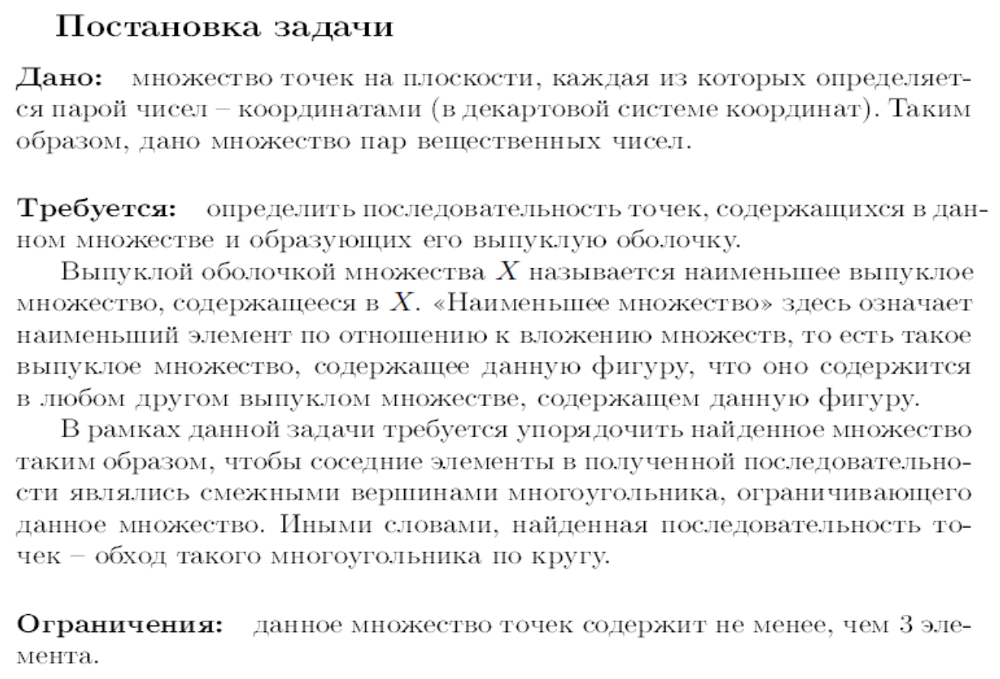 Постановка задачи
Дано: множество точек на плоскости, каждая из которых определяет-
ся парой чисел – координатами (в декартовой системе координат). Таким
образом, дано множество пар вещественных чисел.
Требуется: определить последовательность точек, содержащихся в дан-
ном множестве и образующих его выпуклую оболочку.
Выпуклой оболочкой множества X называется наименьшее выпуклое
множество, содержащееся в X. «Наименьшее множество» здесь означает
наименьший элемент по отношению к вложению множеств, то есть такое
выпуклое множество, содержащее данную фигуру, что оно содержится
в любом другом выпуклом множестве, содержащем данную фигуру.
В рамках данной задачи требуется упорядочить найденное множество
таким образом, чтобы соседние элементы в полученной последовательно-
сти являлись смежными вершинами многоугольника, ограничивающего
данное множество. Иными словами, найденная последовательность то-
чек – обход такого многоугольника по кругу.
Ограничения: данное множество точек содержит не менее, чем 3 эле-
мента.